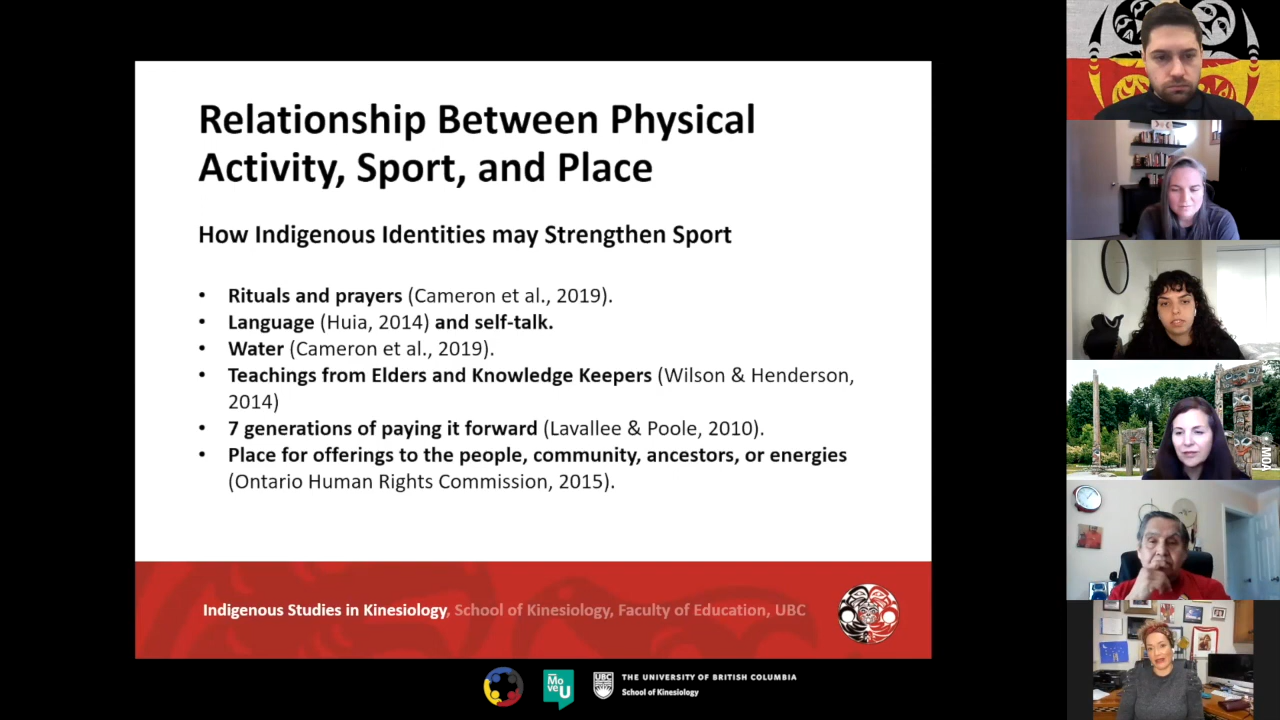 Relationship Between Physical
Activity, Sport, and Place
How Indigenous Identities may Strengthen Sport
• Rituals and prayers (Cameron et al., 2019).
• Language (Huia, 2014) and self-talk.
• Water (Cameron et al., 2019).
• Teachings from Elders and Knowledge Keepers (Wilson & Henderson,
2014)
• 7 generations of paying it forward (Lavallee & Poole, 2010).
• Place for offerings to the people, community, ancestors, or energies
(Ontario Human Rights Commission, 2015).
Indigenous Studies in Kinesiology, School of Kinesiology, Faculty of Education, UBC
Move U
UBC
THE UNIVERSITY OF BRITISH COLUMBIA
School of Kinesiology
MOA